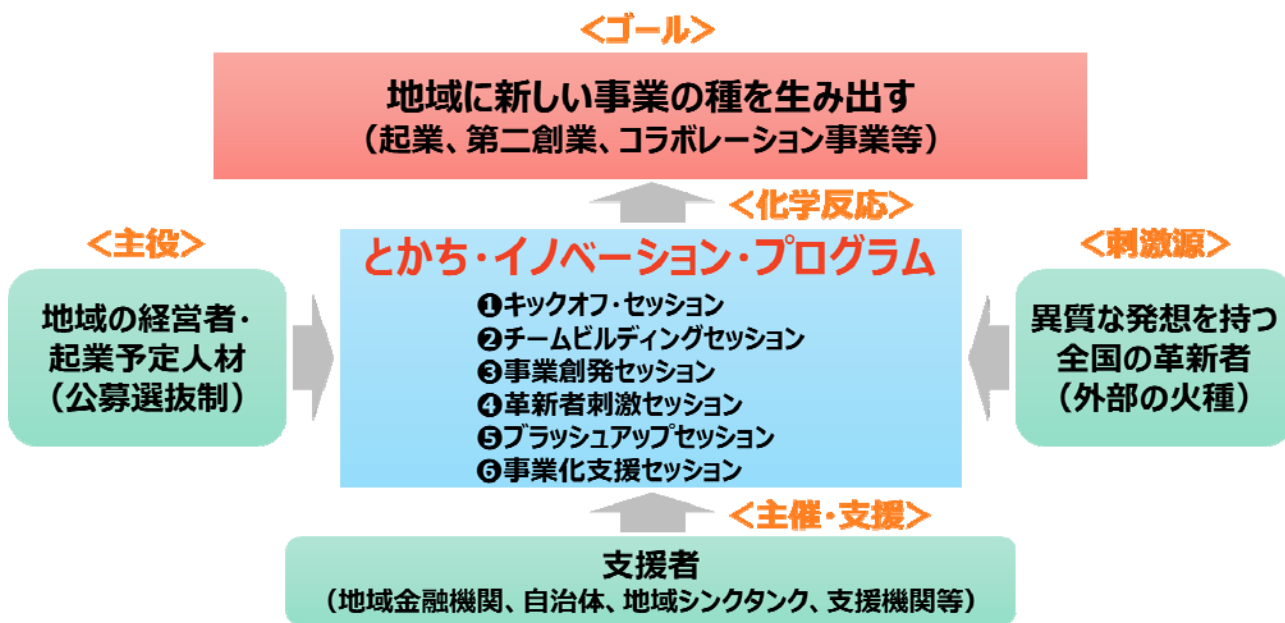 <ゴール>
地域に新しい事業の種を生み出す
（起業、第二創業、コラボレーション事業等）
<化学反応>
<主役>
地域の経営者・
起業予定人材
（公募選抜制）
とかち・イノベーション・プログラム
❶キックオフ・セッション
❷チームビルディングセッション
❸事業創発セッション
❹革新者刺激セッション
❺ブラッシュアップセッション
❻事業化支援セッション
<刺激源>
異質な発想を持つ
全国の革新者
（外部の火種）
<主催・支援>
支援者
（地域金融機関、自治体、地域シンクタンク、支援機関等）